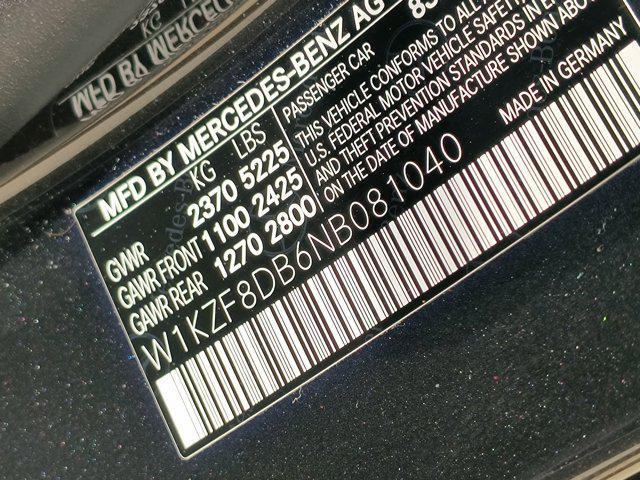 MFD BY MERCEDES-BENZ AG
KG LBS
GVWR 2370 5225
GAWR FRONT 1100 2425
GAWR REAR 1270 2800
PASSENGER CAR
THIS VEHICLE CONFORMS TO ALL
U.S. FEDERAL MOTOR VEHICLE SAFETY
AND THEFT PREVENTION STANDARDS IN
ON THE DATE OF MANUFACTURE SHOWN ABOV
W1KZF8DB6NB081040
MADE IN GERMANY